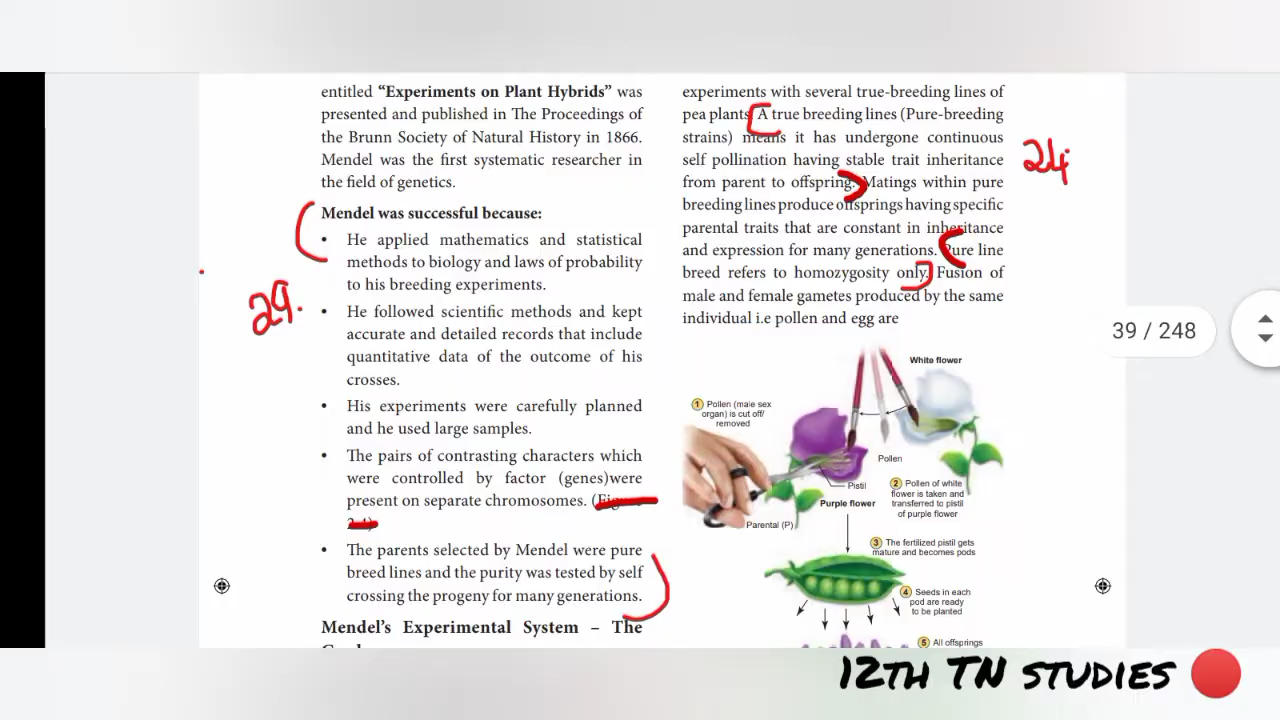 entitled “Experiments on Plant Hybrids” was
presented and published in The Proceedings of
the Brunn Society of Natural History in 1866.
Mendel was the first systematic researcher in
the field of genetics.
Mendel was successful because:
• He applied mathematics and statistical
methods to biology and laws of probability
to his breeding experiments.
• He followed scientific methods and kept
accurate and detailed records that include
quantitative data of the outcome of his
crosses.
• His experiments were carefully planned
and he used large samples.
• The pairs of contrasting characters which
were controlled by factor (genes)were
present on separate chromosomes. (Figure
2.4)
• The parents selected by Mendel were pure
breed lines and the purity was tested by self
crossing the progeny for many generations.
Mendel’s Experimental System – The
29.
experiments with several true-breeding lines of
pea plants. A true breeding lines (Pure-breeding
strains) means it has undergone continuous
self pollination having stable trait inheritance
from parent to offspring. Matings within pure
breeding lines produce offsprings having specific
parental traits that are constant in inheritance
and expression for many generations. Pure line
breed refers to homozygosity only. Fusion of
male and female gametes produced by the same
individual i.e pollen and egg are
24
White flower
1 Pollen (male sex
organ) is cut off/
removed
Pollen
Pistil
Purple flower
2 Pollen of white
flower is taken and
transferred to pistil
of purple flower
Parental (P)
3 The fertilized pistil gets
mature and becomes pods
4 Seeds in each
pod are ready
to be planted
5 All offsprings
39 / 248
12TH TN STUDIES